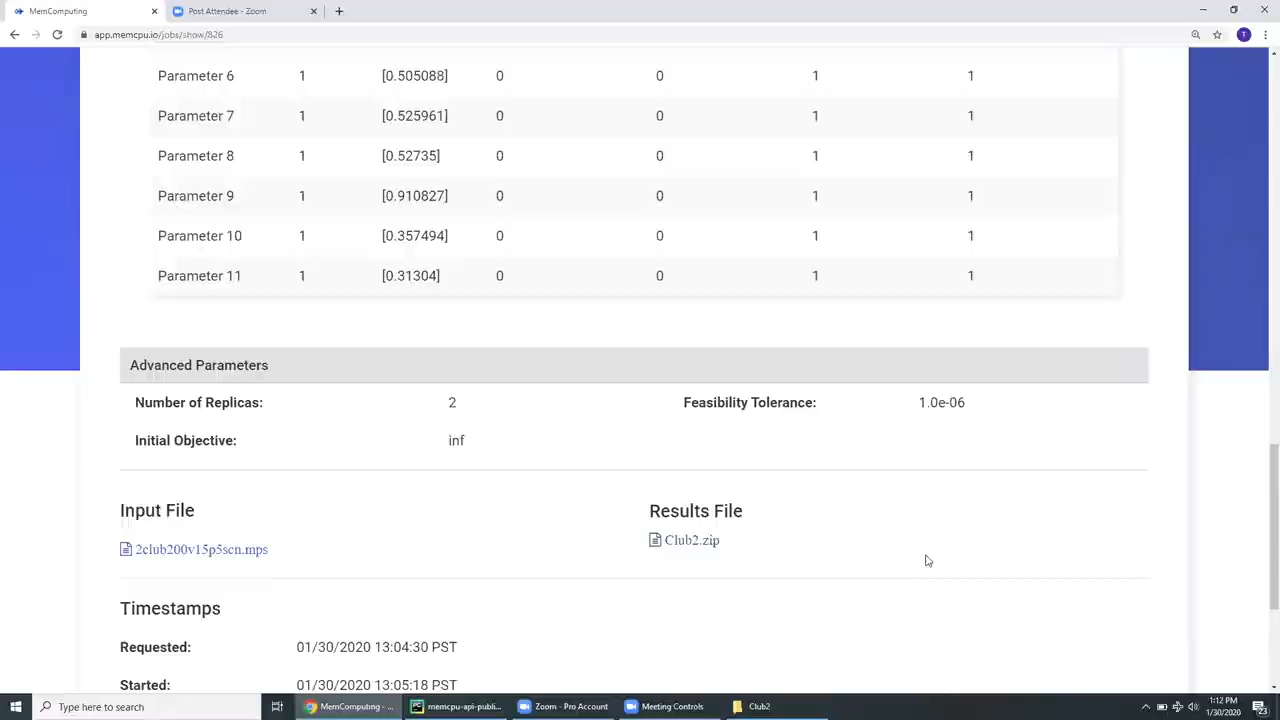 MemComputing
Post Attendee - Zoom
app.memcpu.io/jobs/show/826
T
Parameter 6 1 [0.505088] 0 0 1 1
Parameter 7 1 [0.525961] 0 0 1 1
Parameter 8 1 [0.52735] 0 0 1 1
Parameter 9 1 [0.910827] 0 0 1 1
Parameter 10 1 [0.357494] 0 0 1 1
Parameter 11 1 [0.31304] 0 0 1 1
Advanced Parameters
Number of Replicas: 2 Feasibility Tolerance: 1.0e-06
Initial Objective: inf
Input File Results File
2club200v15p5scn.mps Club2.zip
Timestamps
Requested: 01/30/2020 13:04:30 PST
Started: 01/30/2020 13:05:18 PST
Type here to search
MemComputing - ...
memcpu-api-publi...
Zoom - Pro Account
Meeting Controls
Club2
1:12 PM
1/30/2020
23